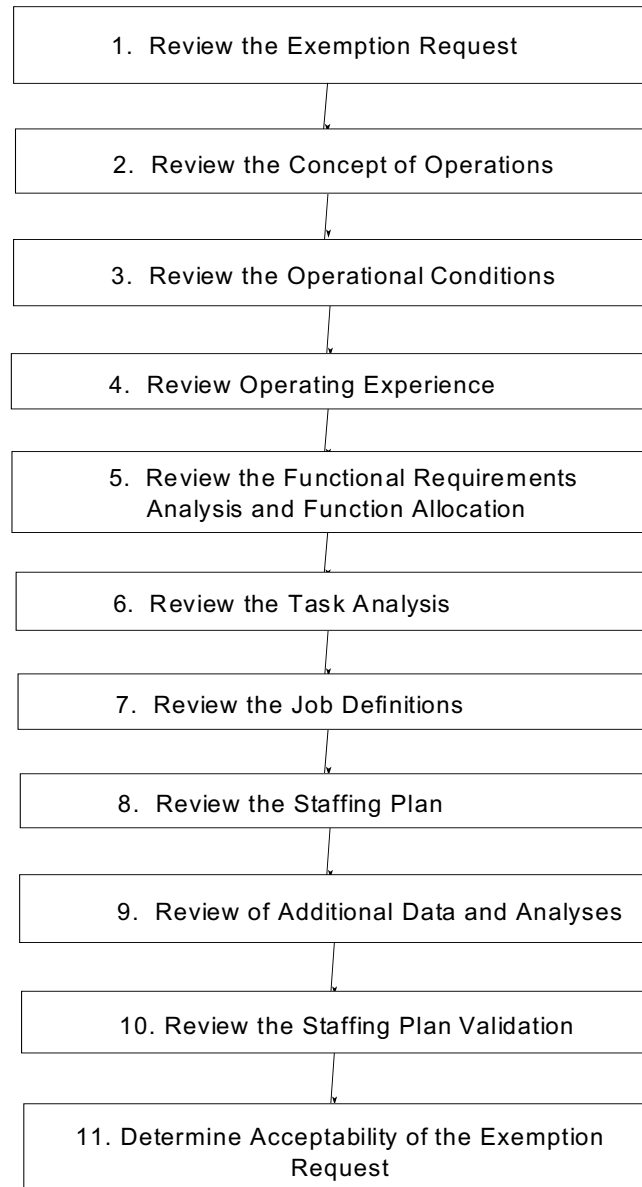 1. Review the Exemption Request
2. Review the Concept of Operations
3. Review the Operational Conditions
4. Review Operating Experience
5. Review the Functional Requirements
Analysis and Function Allocation
6. Review the Task Analysis
7. Review the Job Definitions
8. Review the Staffing Plan
9. Review of Additional Data and Analyses
10. Review the Staffing Plan Validation
11. Determine Acceptability of the Exemption
Request